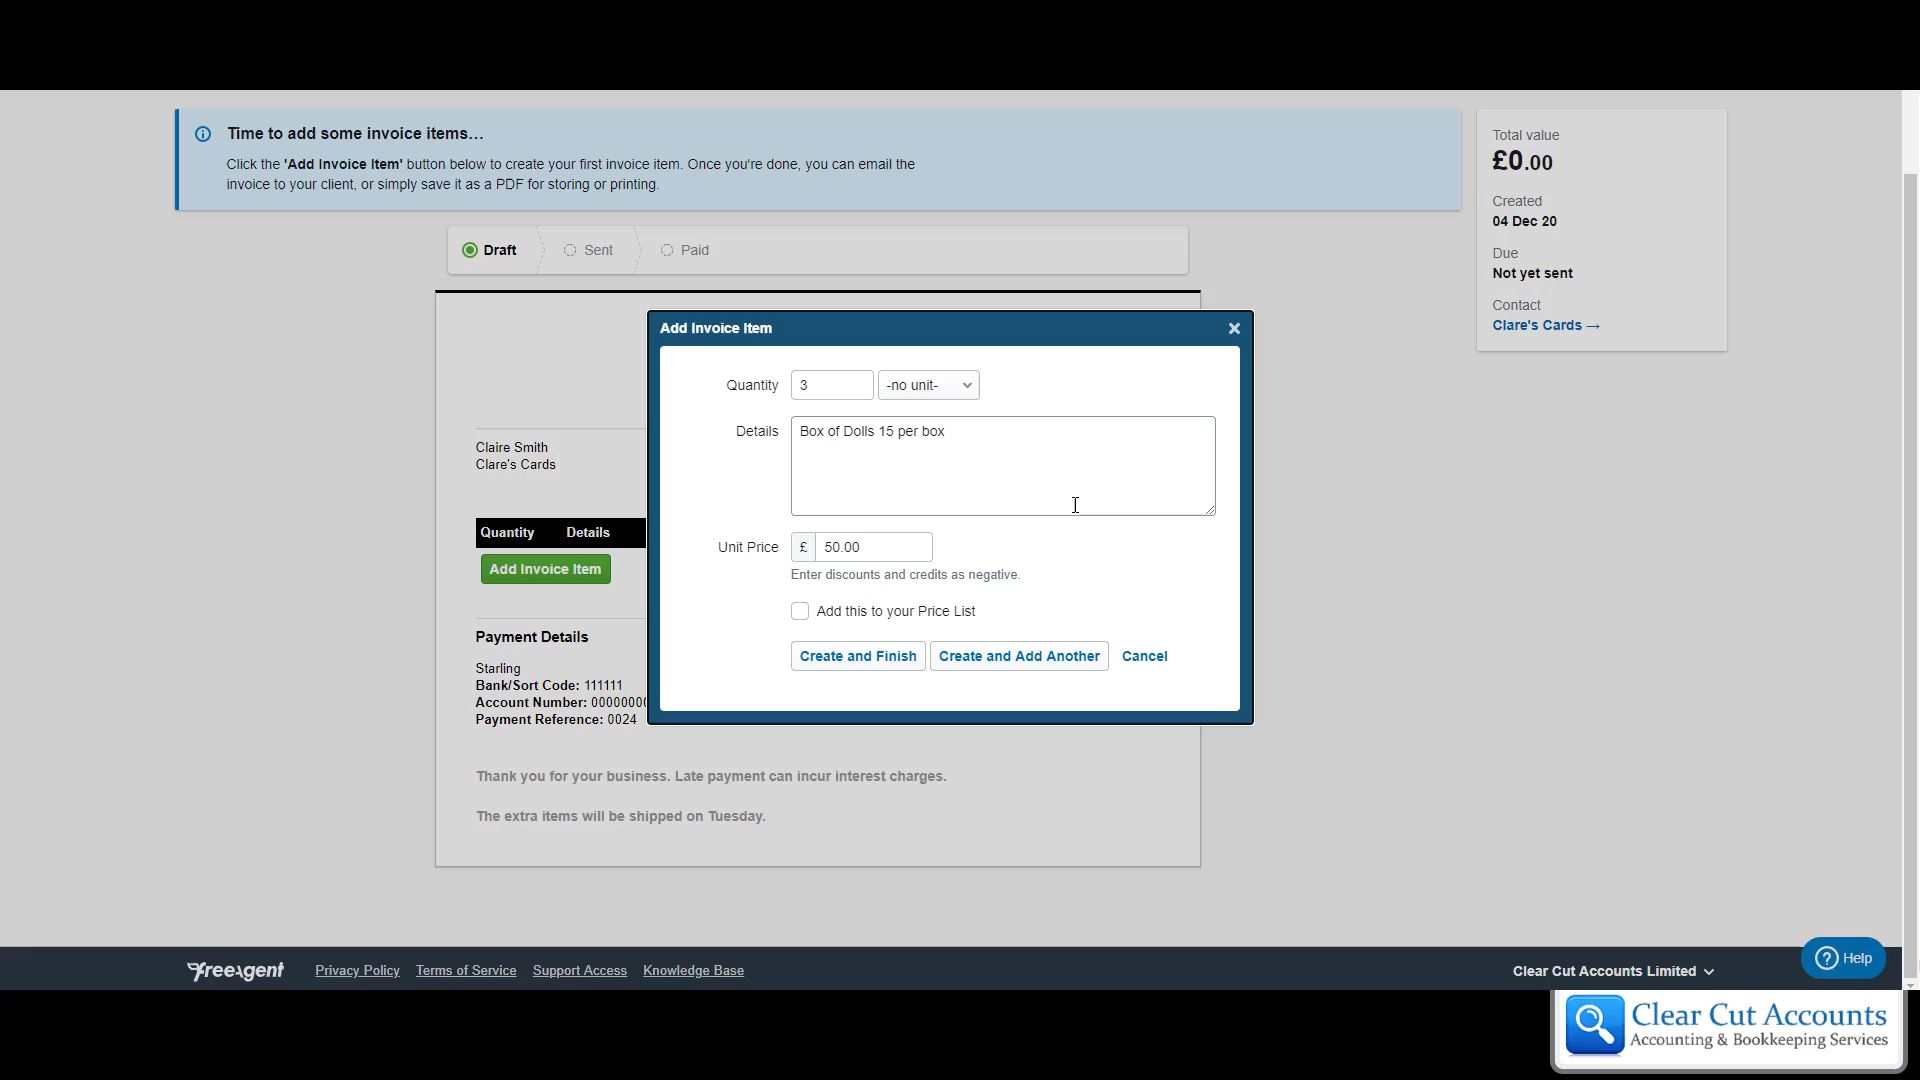 Time to add some invoice items...
Click the 'Add Invoice Item' button below to create your first invoice item. Once you're done, you can email the
invoice to your client, or simply save it as a PDF for storing or printing.
Total value
£0.00
Created
04 Dec 20
Due
Not yet sent
Contact
Clare's Cards →
Draft
Sent
Paid
Add Invoice Item
Quantity
3
-no unit-
Details
Box of Dolls 15 per box
Unit Price
£
50.00
Enter discounts and credits as negative.
Add this to your Price List
Create and Finish
Create and Add Another
Cancel
Claire Smith
Clare's Cards
Quantity
Details
Add Invoice Item
Payment Details
Starling
Bank/Sort Code: 111111
Account Number: 0000000
Payment Reference: 0024
Thank you for your business. Late payment can incur interest charges.
The extra items will be shipped on Tuesday.
freeagent
Privacy Policy
Terms of Service
Support Access
Knowledge Base
Clear Cut Accounts Limited
? Help
Clear Cut Accounts
Accounting & Bookkeeping Services